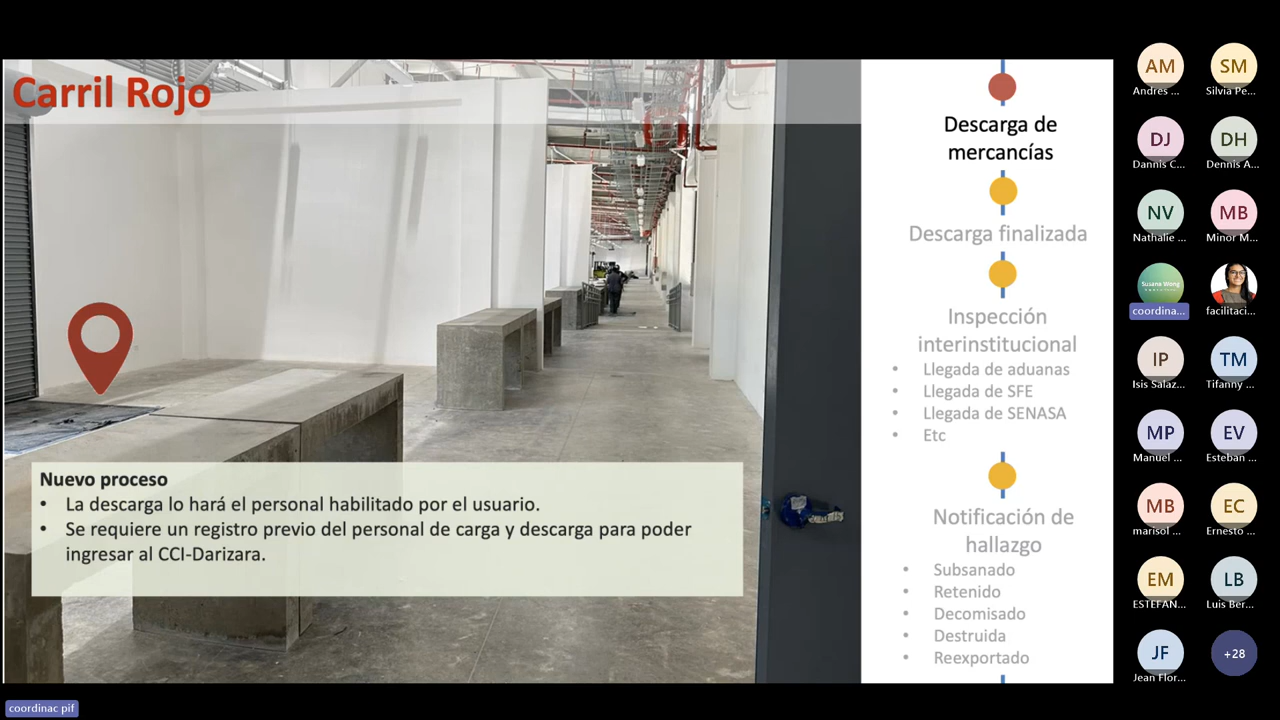 Carril Rojo
Nuevo proceso
• La descarga lo hará el personal habilitado por el usuario.
• Se requiere un registro previo del personal de carga y descarga para poder
ingresar al CCI-Darizara.
Descarga de
mercancías
Descarga finalizada
Inspección
interinstitucional
• Llegada de aduanas
• Llegada de SFE
• Llegada de SENASA
• Etc
Notificación de
hallazgo
• Subsanado
• Retenido
• Decomisado
• Destruida
• Reexportado
AM SM
Andres ... Silvia Pe...
DJ DH
Dannis C... Dennis A...
NV MB
Nathalie ... Minor M...
Susana Wong
coordina... facilitaci...
IP TM
Isis Salaz... Tifanny ...
MP EV
Manuel ... Esteban ...
MB EC
marisol ... Ernesto ...
EM LB
ESTEFAN... Luis Ber...
JF +28
Jean Flor...
coordinac pif